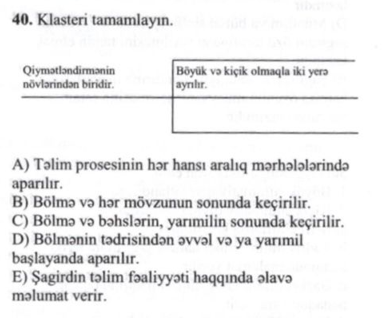 40. Klasteri tamamlayın.
Qiymətləndirmənin
növlərindən biridir.
Böyük və kiçik olmaqla iki yerə
ayrılır.
A) Təlim prosesinin hər hansı aralıq mərhələlərində
aparılır.
B) Bölmə və hər mövzunun sonunda keçirilir.
C) Bölmə və bəhslərin, yarımilin sonunda keçirilir.
D) Bölmənin tədrisindən əvvəl və ya yarımil
başlayanda aparılır.
E) Şagirdin təlim fəaliyyəti haqqında əlavə
məlumat verir.